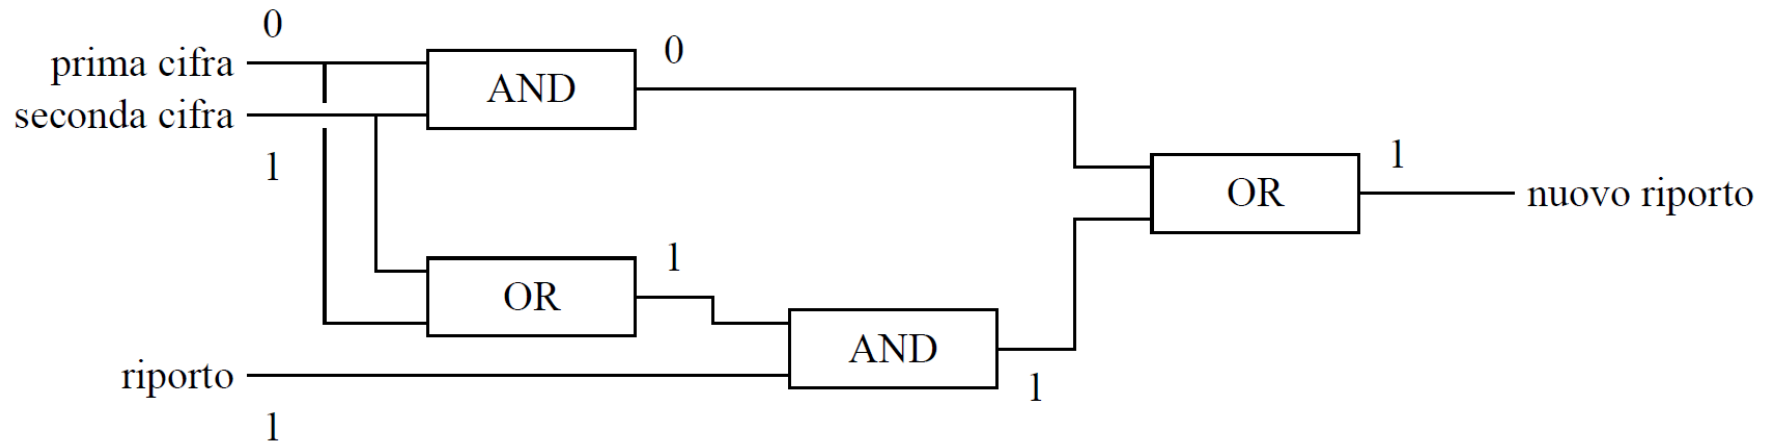 0
prima cifra
AND
0
seconda cifra
1
OR
1
nuovo riporto
OR
1
AND
riporto
1
1